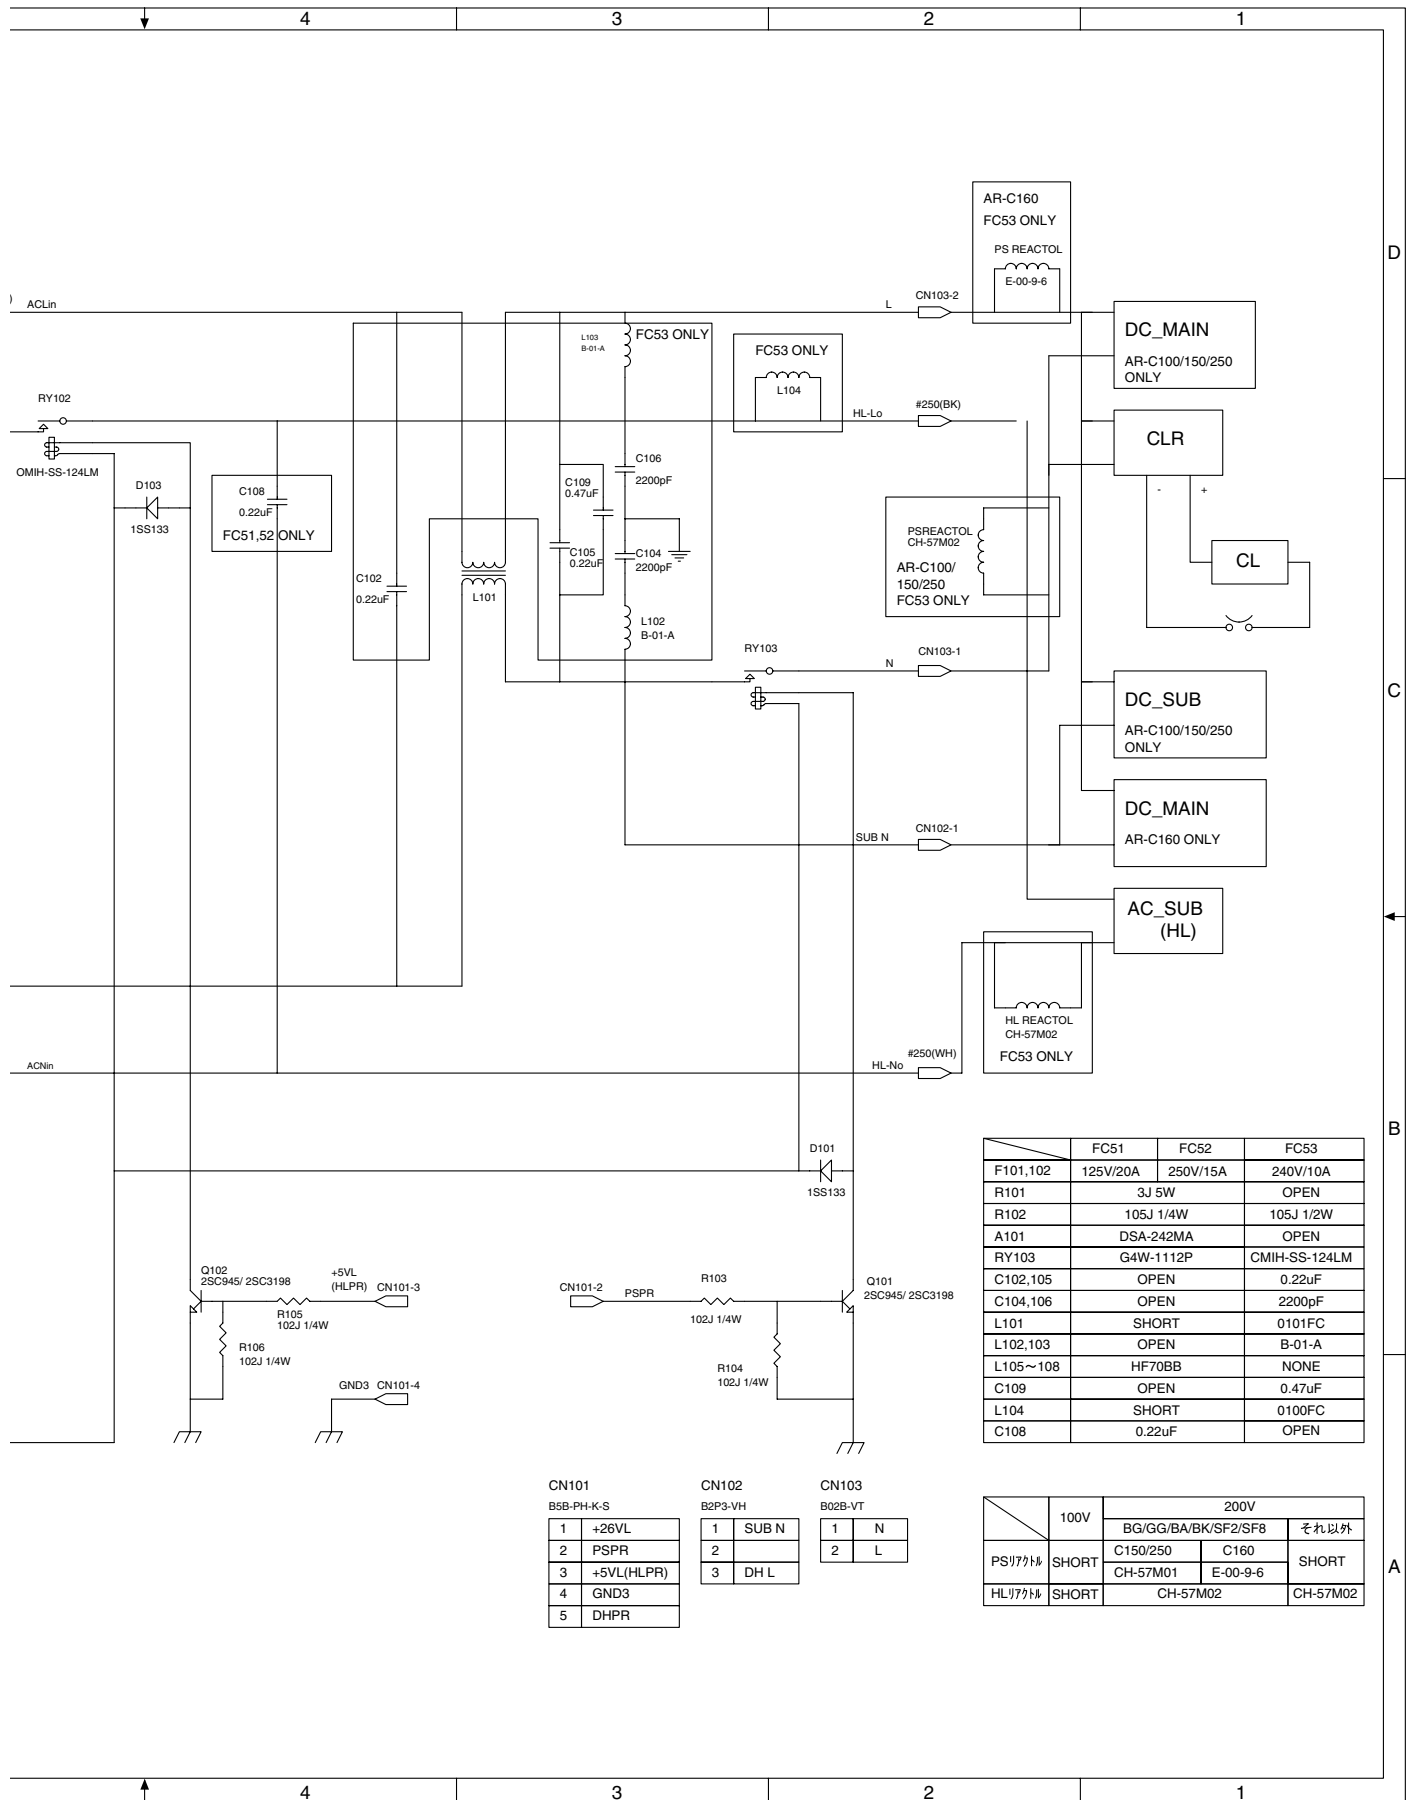 4 3 2 1
D
C
B
A
)
ACLin
RY102
OMIH-SS-124LM
D103
1SS133
C108
0.22uF
FC51,52 ONLY
C102
0.22uF
L101
L103
B-01-A
FC53 ONLY
C109
0.47uF
C106
2200pF
C105
0.22uF
C104
2200pF
L102
B-01-A
FC53 ONLY
L104
HL-Lo
#250(BK)
L
CN103-2
AR-C160
FC53 ONLY
PS REACTOL
E-00-9-6
DC_MAIN
AR-C100/150/250
ONLY
CLR
-
+
CL
PSREACTOL
CH-57M02
AR-C100/
150/250
FC53 ONLY
RY103
N
CN103-1
DC_SUB
AR-C100/150/250
ONLY
DC_MAIN
AR-C160 ONLY
SUB N
CN102-1
AC_SUB
(HL)
HL REACTOL
CH-57M02
FC53 ONLY
ACNin
HL-No
#250(WH)
D101
1SS133
Q102
2SC945/ 2SC3198
+5VL
(HLPR)
CN101-3
R105
102J 1/4W
R106
102J 1/4W
GND3 CN101-4
CN101-2
PSPR
R103
102J 1/4W
R104
102J 1/4W
Q101
2SC945/ 2SC3198
FC51 FC52 FC53
F101,102 125V/20A 250V/15A 240V/10A
R101 3J 5W OPEN
R102 105J 1/4W 105J 1/2W
A101 DSA-242MA OPEN
RY103 G4W-1112P CMIH-SS-124LM
C102,105 OPEN 0.22uF
C104,106 OPEN 2200pF
L101 SHORT 0101FC
L102,103 OPEN B-01-A
L105〜108 HF70BB NONE
C109 OPEN 0.47uF
L104 SHORT 0100FC
C108 0.22uF OPEN
CN101
B5B-PH-K-S
1 +26VL
2 PSPR
3 +5VL(HLPR)
4 GND3
5 DHPR
CN102
B2P3-VH
1 SUB N
2
3 DH L
CN103
B02B-VT
1 N
2 L
100V 200V
BG/GG/BA/BK/SF2/SF8 それ以外
PSリアクトル SHORT C150/250 C160 SHORT
CH-57M01 E-00-9-6
HLリアクトル SHORT CH-57M02 CH-57M02
4 3 2 1